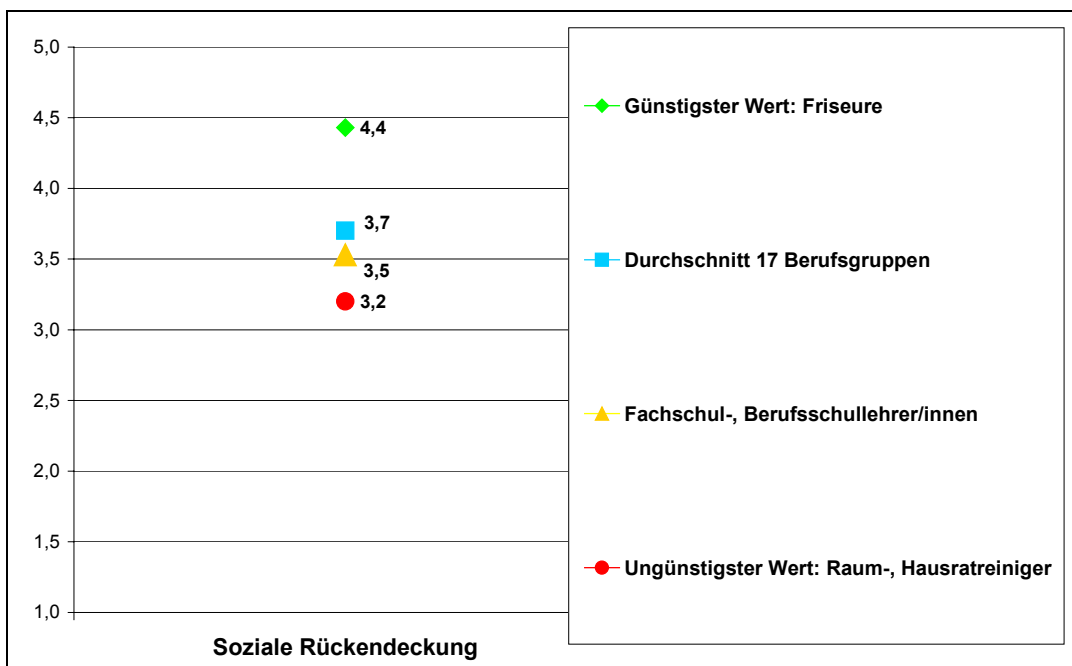 5,0
4,5
4,0
3,5
3,0
2,5
2,0
1,5
1,0
4,4
3,7
3,5
3,2
Soziale Rückendeckung
Günstigster Wert: Friseure
Durchschnitt 17 Berufsgruppen
Fachschul-, Berufsschullehrer/innen
Ungünstigster Wert: Raum-, Hausratreiniger